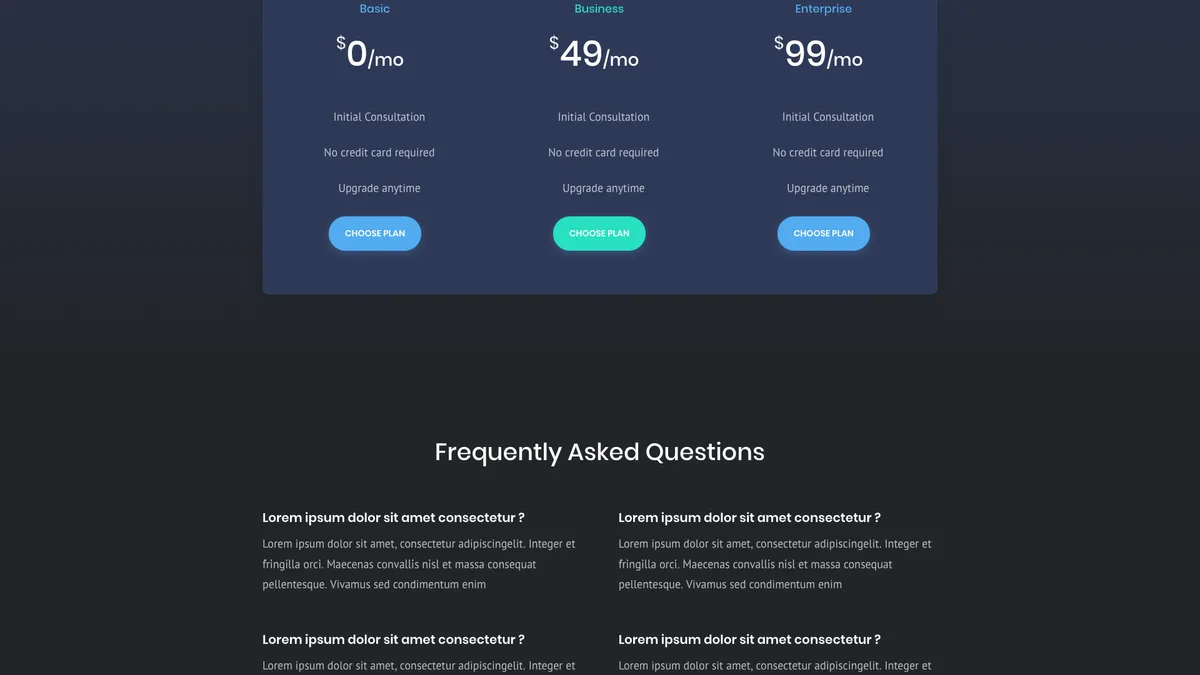 Basic
$0/mo
Initial Consultation
No credit card required
Upgrade anytime
CHOOSE PLAN
Business
$49/mo
Initial Consultation
No credit card required
Upgrade anytime
CHOOSE PLAN
Enterprise
$99/mo
Initial Consultation
No credit card required
Upgrade anytime
CHOOSE PLAN
Frequently Asked Questions
Lorem ipsum dolor sit amet consectetur ?
Lorem ipsum dolor sit amet, consectetur adipiscingelit. Integer et
fringilla orci. Maecenas convallis nisl et massa consequat
pellentesque. Vivamus sed condimentum enim
Lorem ipsum dolor sit amet consectetur ?
Lorem ipsum dolor sit amet, consectetur adipiscingelit. Integer et
fringilla orci. Maecenas convallis nisl et massa consequat
pellentesque. Vivamus sed condimentum enim
Lorem ipsum dolor sit amet consectetur ?
Lorem ipsum dolor sit amet, consectetur adipiscingelit. Integer et
Lorem ipsum dolor sit amet consectetur ?
Lorem ipsum dolor sit amet, consectetur adipiscingelit. Integer et